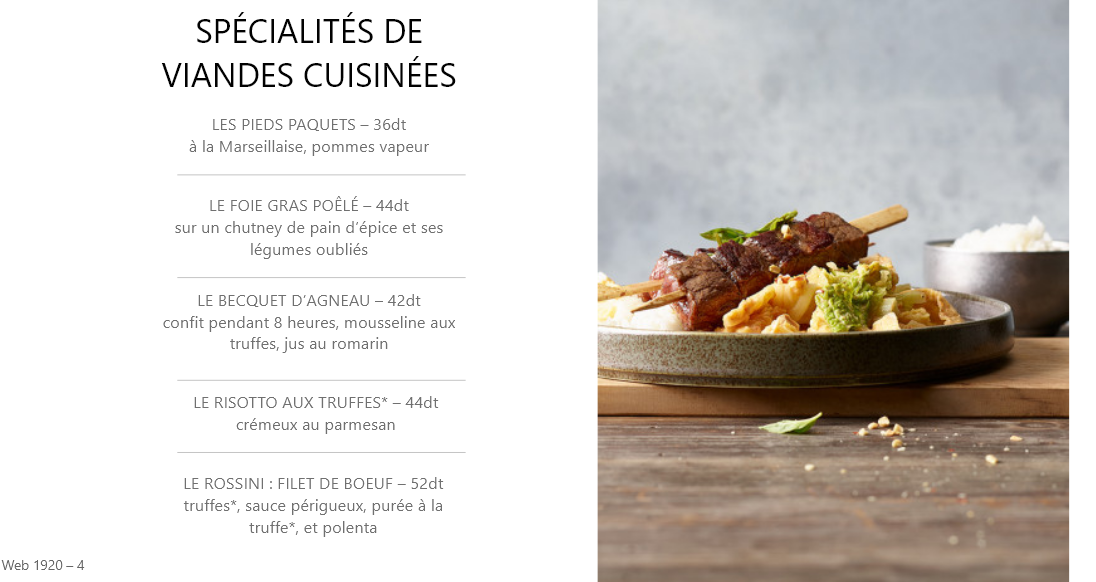 SPÉCIALITÉS DE
VIANDES CUISINÉES
LES PIEDS PAQUETS – 36dt
à la Marseillaise, pommes vapeur
LE FOIE GRAS POÊLÉ – 44dt
sur un chutney de pain d’épice et ses
légumes oubliés
LE BECQUET D’AGNEAU – 42dt
confit pendant 8 heures, mousseline aux
truffes, jus au romarin
LE RISOTTO AUX TRUFFES* – 44dt
crémeux au parmesan
LE ROSSINI : FILET DE BOEUF – 52dt
truffes*, sauce périgueux, purée à la
truffe*, et polenta
Web 1920 – 4